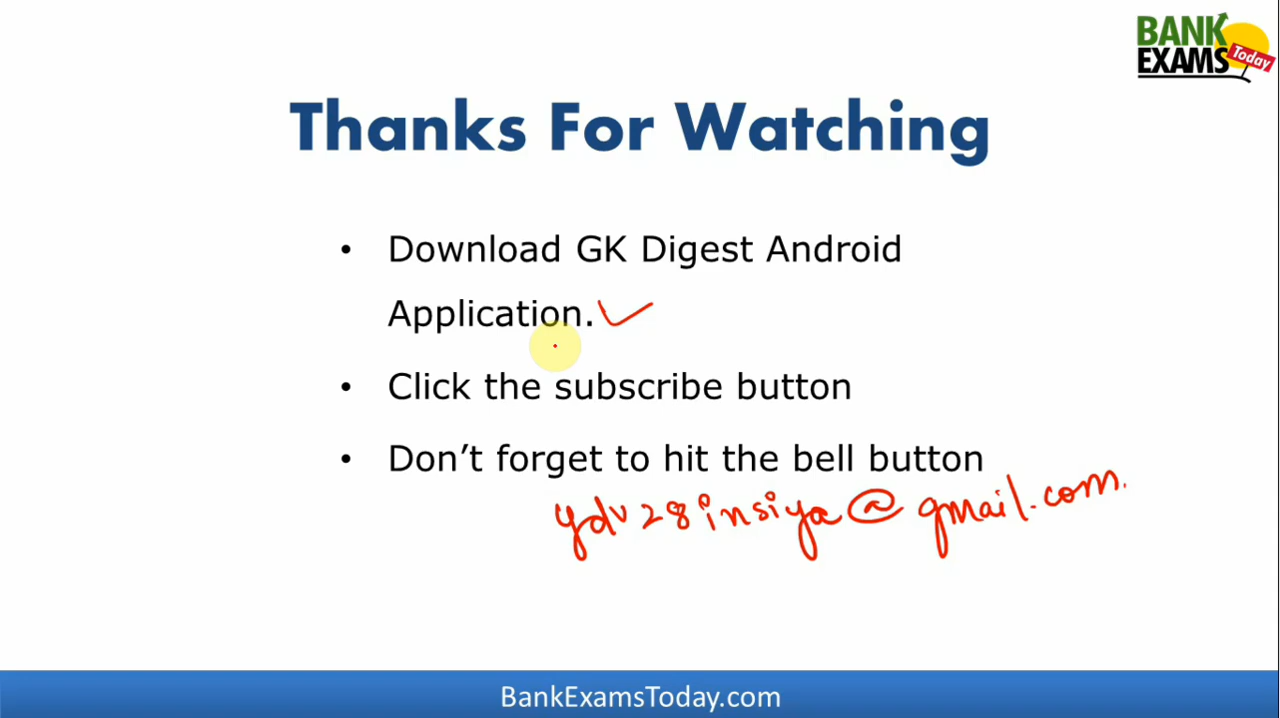 BANK
EXAMS Today
Thanks For Watching
• Download GK Digest Android
Application.
• Click the subscribe button
• Don’t forget to hit the bell button
ydv28insiya@gmail.com.
BankExamsToday.com